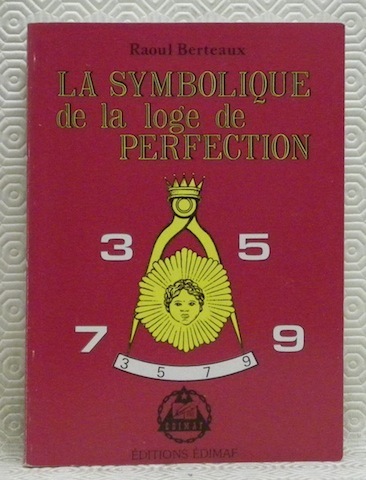 Raoul Berteaux
LA SYMBOLIQUE
de la loge de
PERFECTION
3 5
7 9
3 5 7 9
EDIMAF
ÉDITIONS ÉDIMAF